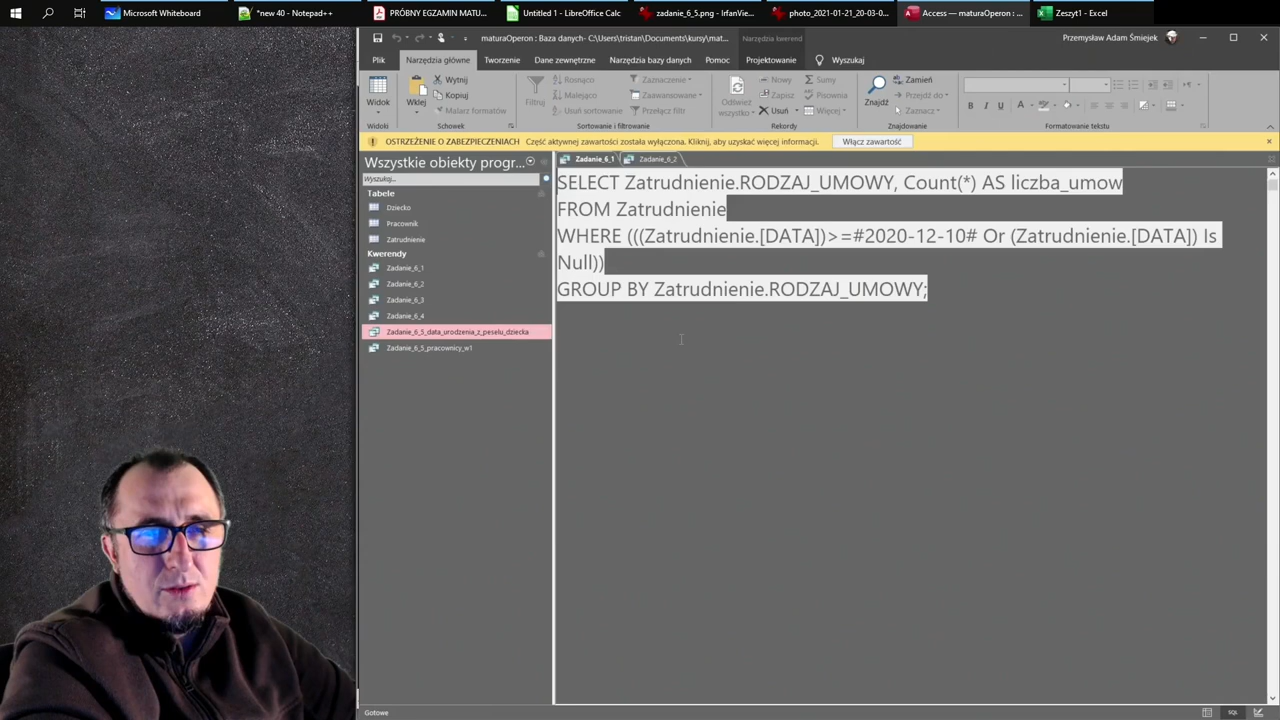 Microsoft Whiteboard
*new 40 - Notepad++
PRÓBNY EGZAMIN MATU...
Untitled 1 - LibreOffice Calc
zadanie_6_5.png - IrfanVie...
photo_2021-01-21_20-03-0...
Access — maturaOperon : ...
Zeszyt1 - Excel
maturaOperon : Baza danych- C:\Users\tristan\Documents\kursy\mat...
Narzędzia kwerend
Przemysław Adam Śmiejek
Plik
Narzędzia główne
Tworzenie
Dane zewnętrzne
Narzędzia bazy danych
Pomoc
Projektowanie
Wyszukaj
Widok
Wklej
Wytnij
Kopiuj
Malarz formatów
Filtruj
Rosnąco
Malejąco
Usuń sortowanie
Zaznaczenie
Zaawansowane
Przełącz filtr
Odśwież
wszystko
Nowy
Zapisz
Usuń
Sumy
Pisownia
Więcej
Znajdź
Zamień
Przejdź do
Zaznacz
B I U
Widoki
Schowek
Sortowanie i filtrowanie
Rekordy
Znajdowanie
Formatowanie tekstu
OSTRZEŻENIE O ZABEZPIECZENIACH Część aktywnej zawartości została wyłączona. Kliknij, aby uzyskać więcej informacji.
Włącz zawartość
Wszystkie obiekty progr...
Wyszukaj...
Tabele
Dziecko
Pracownik
Zatrudnienie
Kwerendy
Zadanie_6_1
Zadanie_6_2
Zadanie_6_3
Zadanie_6_4
Zadanie_6_5_data_urodzenia_z_peselu_dziecka
Zadanie_6_5_pracownicy_w1
Zadanie_6_1
Zadanie_6_2
SELECT Zatrudnienie.RODZAJ_UMOWY, Count(*) AS liczba_umow
FROM Zatrudnienie
WHERE (((Zatrudnienie.[DATA])>=#2020-12-10# Or (Zatrudnienie.[DATA]) Is
Null))
GROUP BY Zatrudnienie.RODZAJ_UMOWY;
Gotowe
SQL